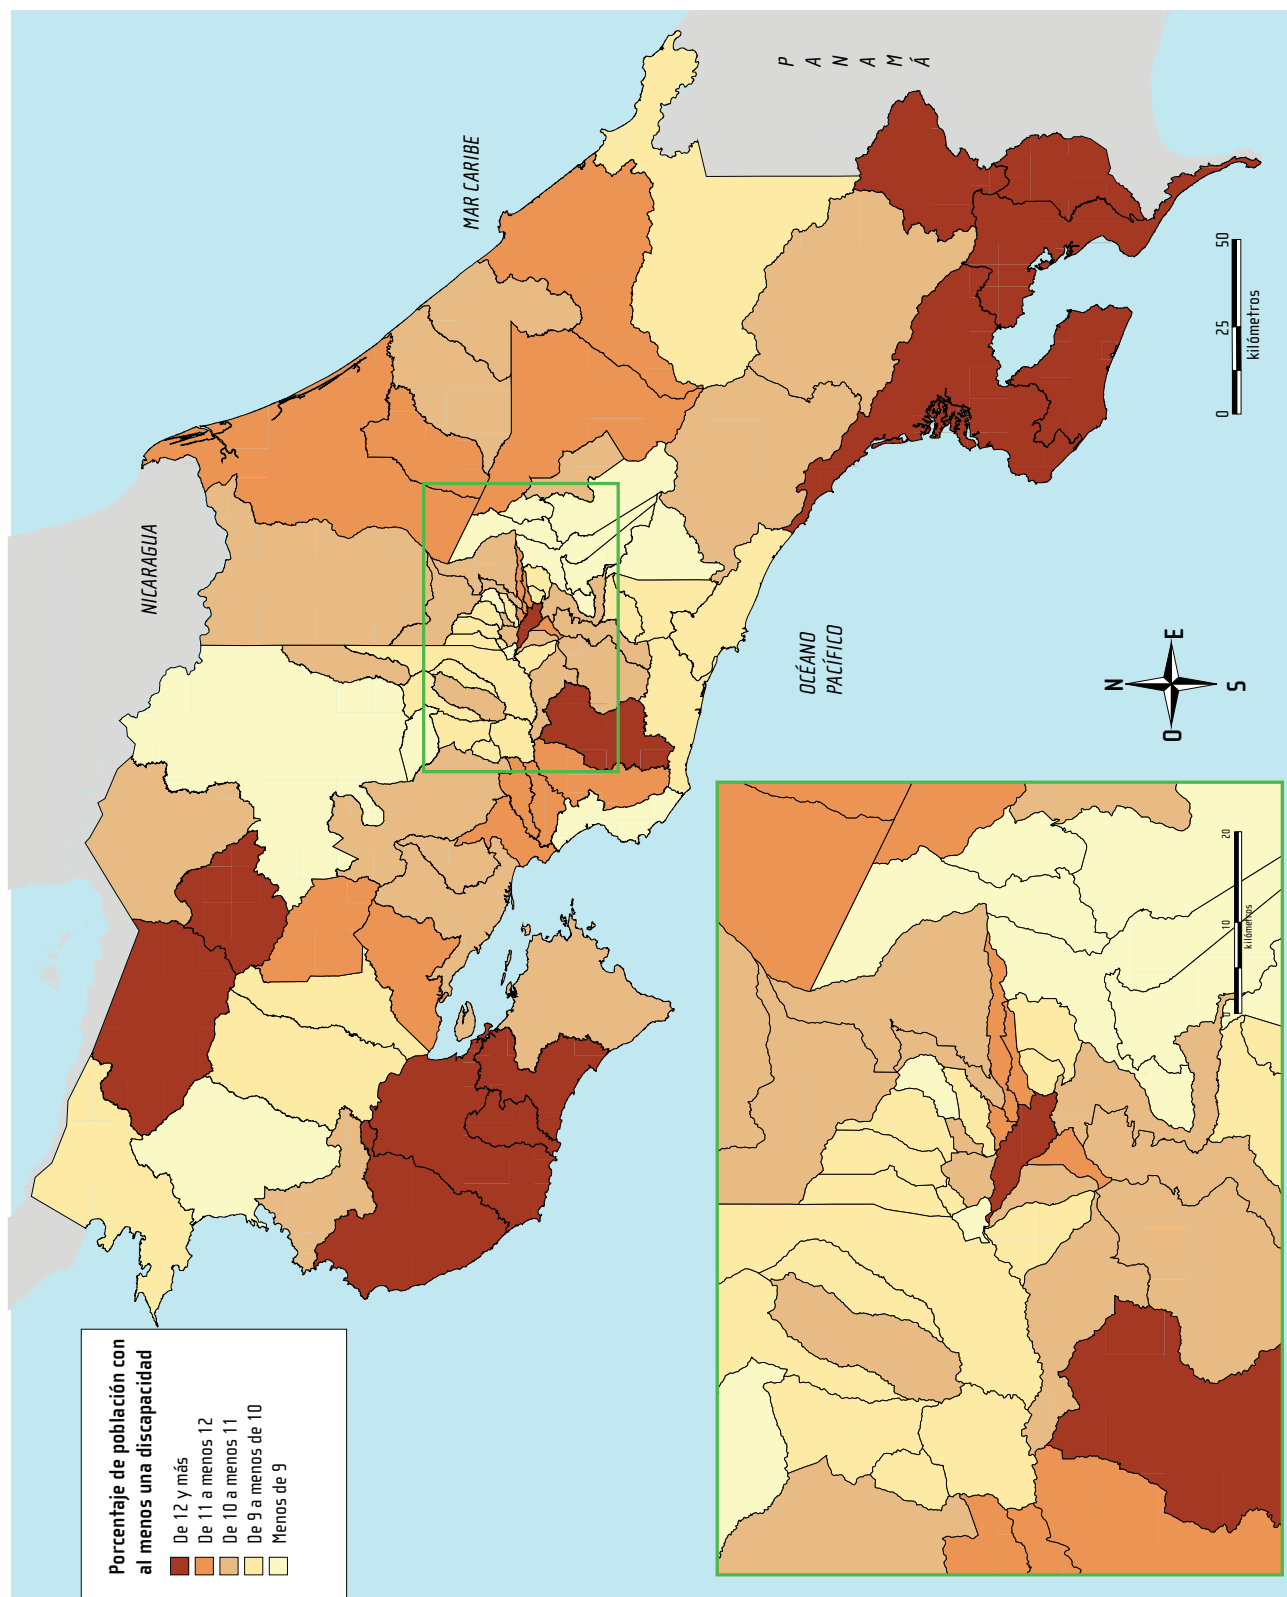 Porcentaje de población con
al menos una discapacidad
De 12 y más
De 11 a menos 12
De 10 a menos 11
De 9 a menos de 10
Menos de 9
NICARAGUA
MAR CARIBE
PANAMÁ
OCÉANO
PACÍFICO
N
O
E
S
0 25 50
kilómetros
0 10 20
kilómetros